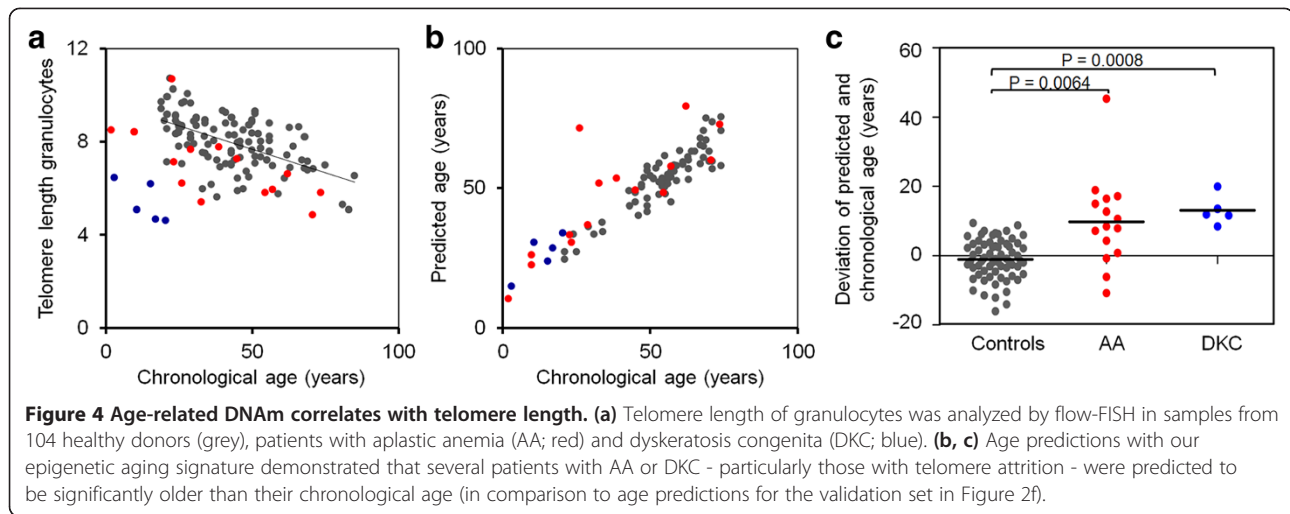 a
b
c
Telomere length granulocytes
12
8
4
0
0
50
100
Chronological age (years)
Predicted age (years)
100
50
0
0
50
100
Chronological age (years)
Deviation of predicted and
chronological age (years)
60
40
20
0
-20
P = 0.0008
P = 0.0064
Controls
AA
DKC
Figure 4 Age-related DNAm correlates with telomere length. (a) Telomere length of granulocytes was analyzed by flow-FISH in samples from
104 healthy donors (grey), patients with aplastic anemia (AA; red) and dyskeratosis congenita (DKC; blue). (b, c) Age predictions with our
epigenetic aging signature demonstrated that several patients with AA or DKC - particularly those with telomere attrition - were predicted to
be significantly older than their chronological age (in comparison to age predictions for the validation set in Figure 2f).